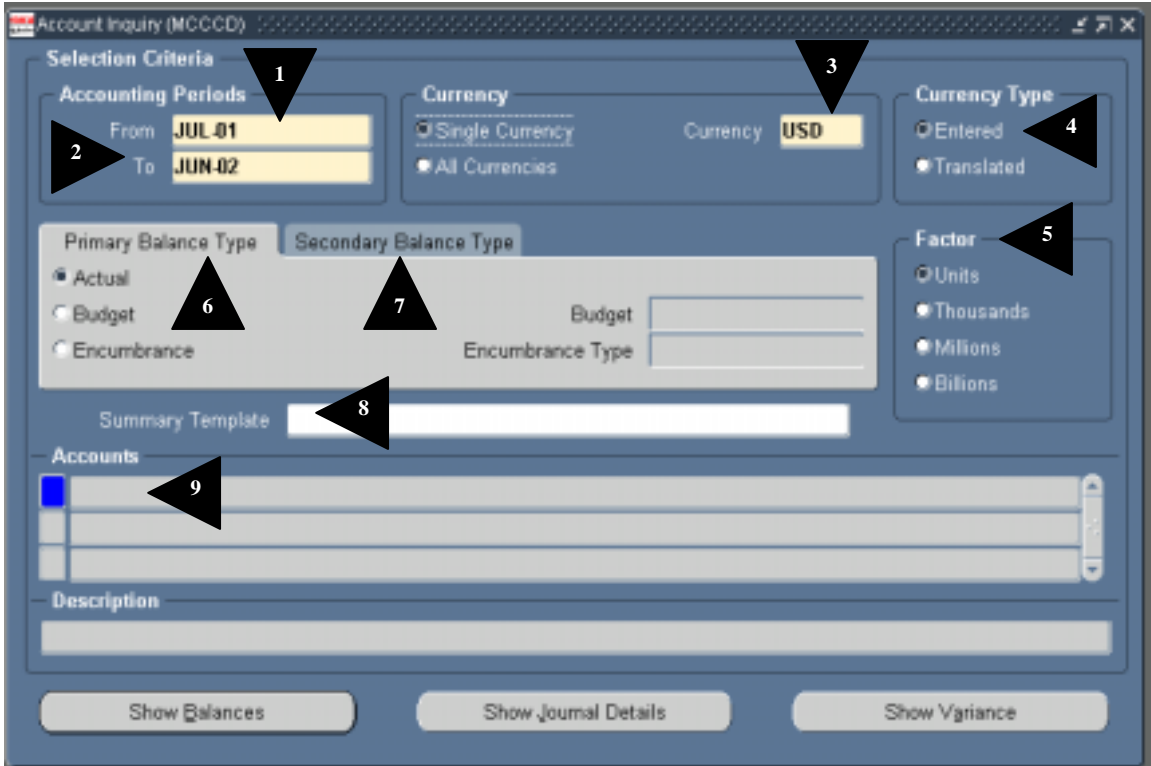 Account Inquiry (MCCCD)
Selection Criteria
1
3
Accounting Periods
Currency
Currency Type
From JUL-01
Single Currency
Currency USD
Entered
4
2
To JUN-02
All Currencies
Translated
Primary Balance Type
Secondary Balance Type
Factor
5
Actual
Units
6
7
Budget
Budget
Thousands
Encumbrance
Encumbrance Type
Millions
Billions
Summary Template
8
Accounts
9
Description
Show Balances
Show Journal Details
Show Variance